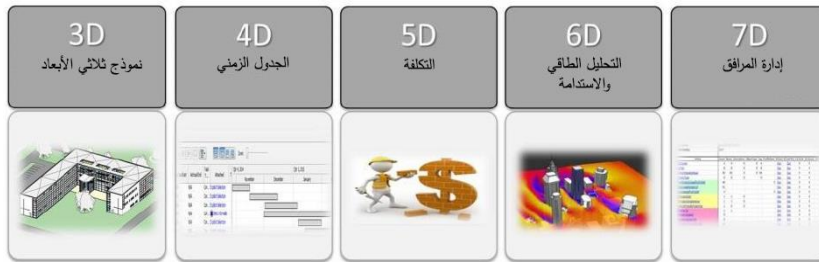 3D
نموذج ثلاثي الأبعاد
4D
الجدول الزمني
5D
التكلفة
6D
التحليل الطاقي
والاستدامة
7D
إدارة المرافق